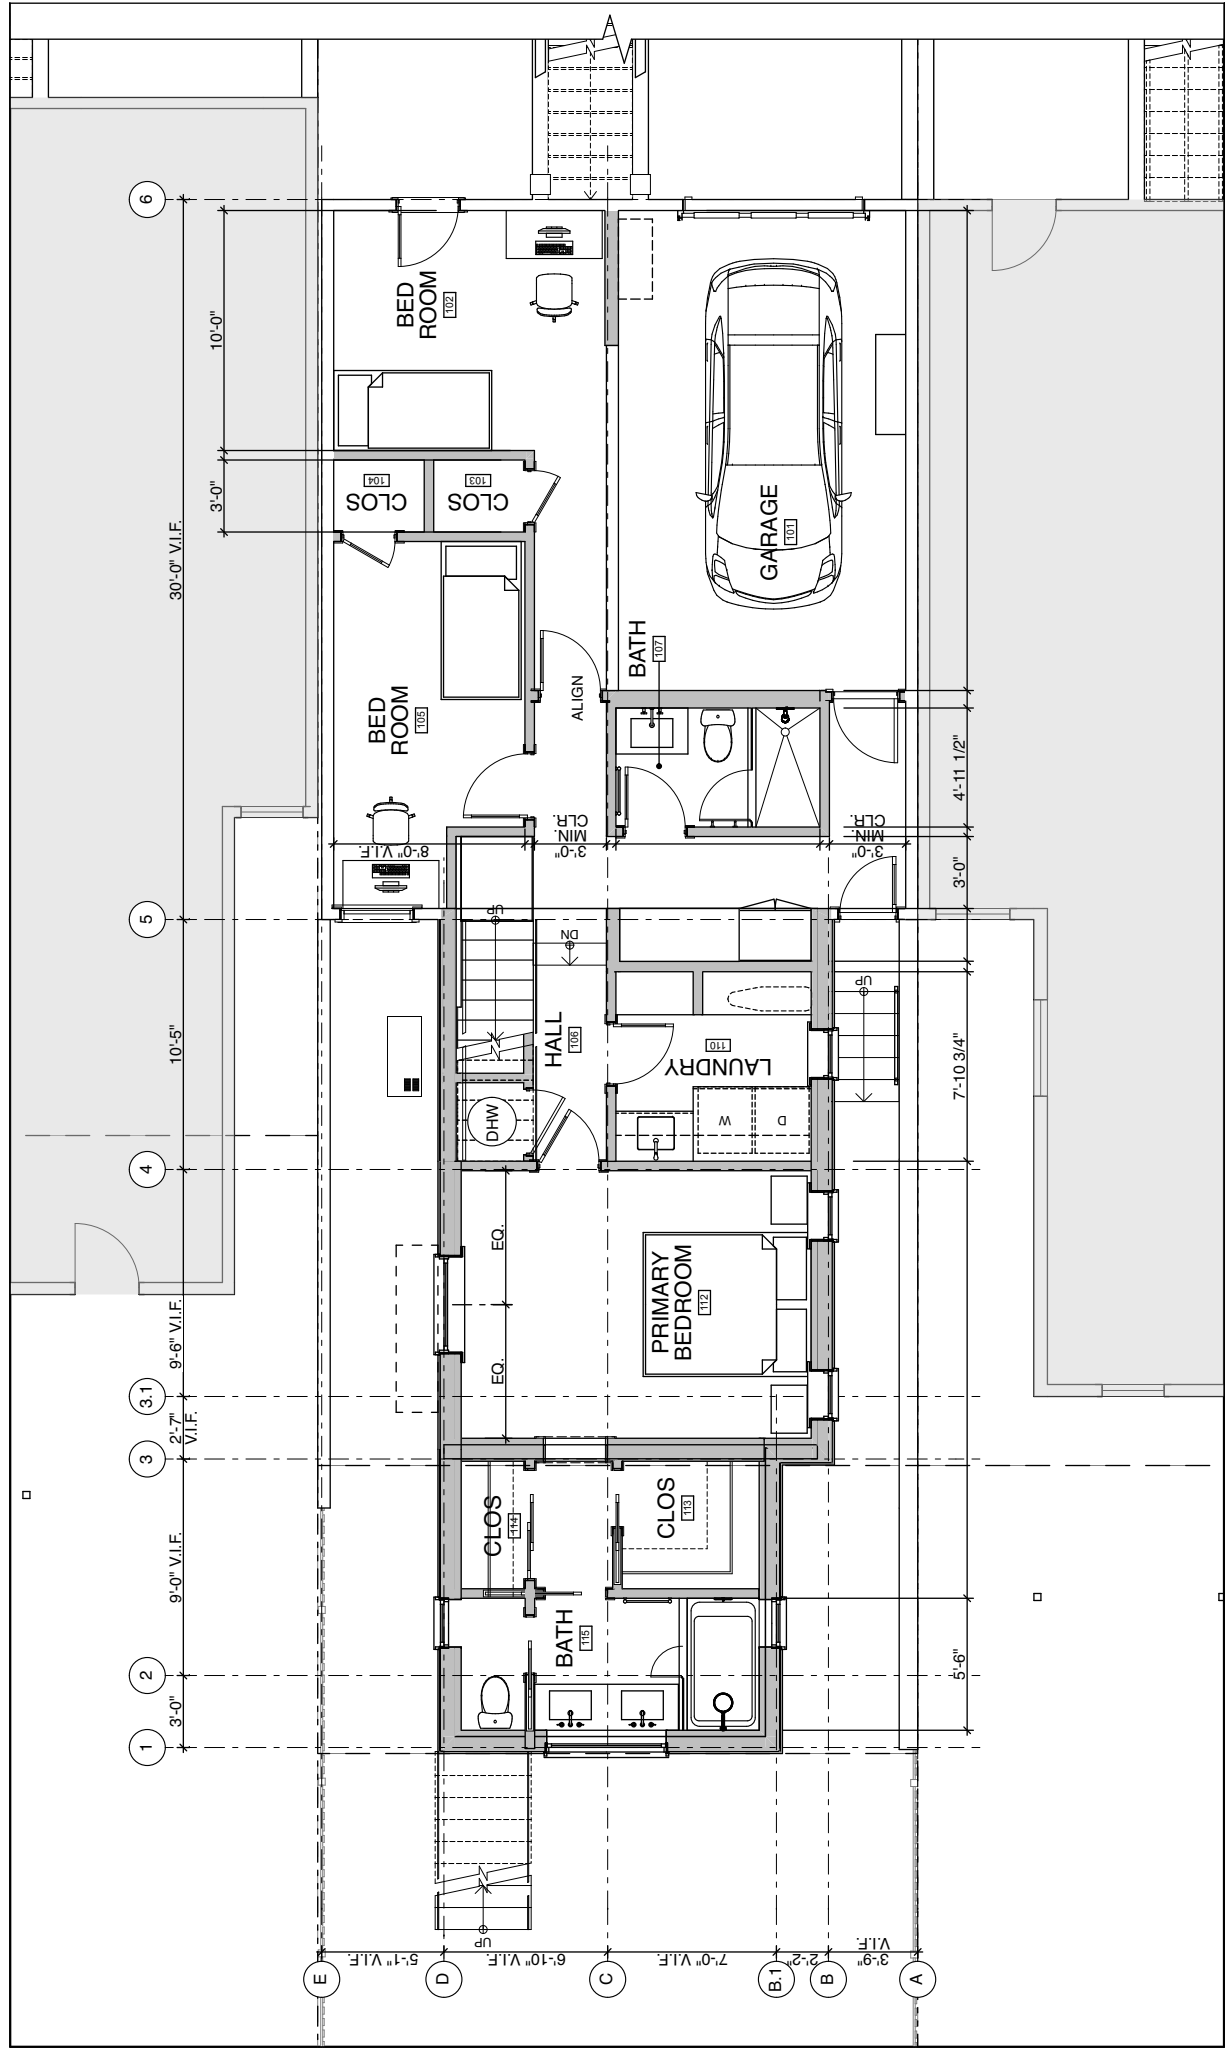 6
5
4
3.1
3
2
1
30'-0" V.I.F.
10'-5"
9'-6" V.I.F.
2'-7"
V.I.F.
9'-0" V.I.F.
3'-0"
10'-0"
3'-0"
BED
ROOM
102
CLOS
104
CLOS
103
BED
ROOM
105
8'-0" V.I.F.
3'-0"
MIN.
CLR.
3'-0"
MIN.
CLR.
ALIGN
BATH
107
GARAGE
101
4'-11 1/2"
3'-0"
7'-10 3/4"
5'-6"
UP
DN
HALL
106
DHW
LAUNDRY
110
W
D
UP
EQ.
EQ.
PRIMARY
BEDROOM
112
CLOS
114
CLOS
113
BATH
115
UP
5'-1" V.I.F.
6'-10" V.I.F.
7'-0" V.I.F.
2'-2"
3'-9"
V.I.F.
E
D
C
B.1
B
A